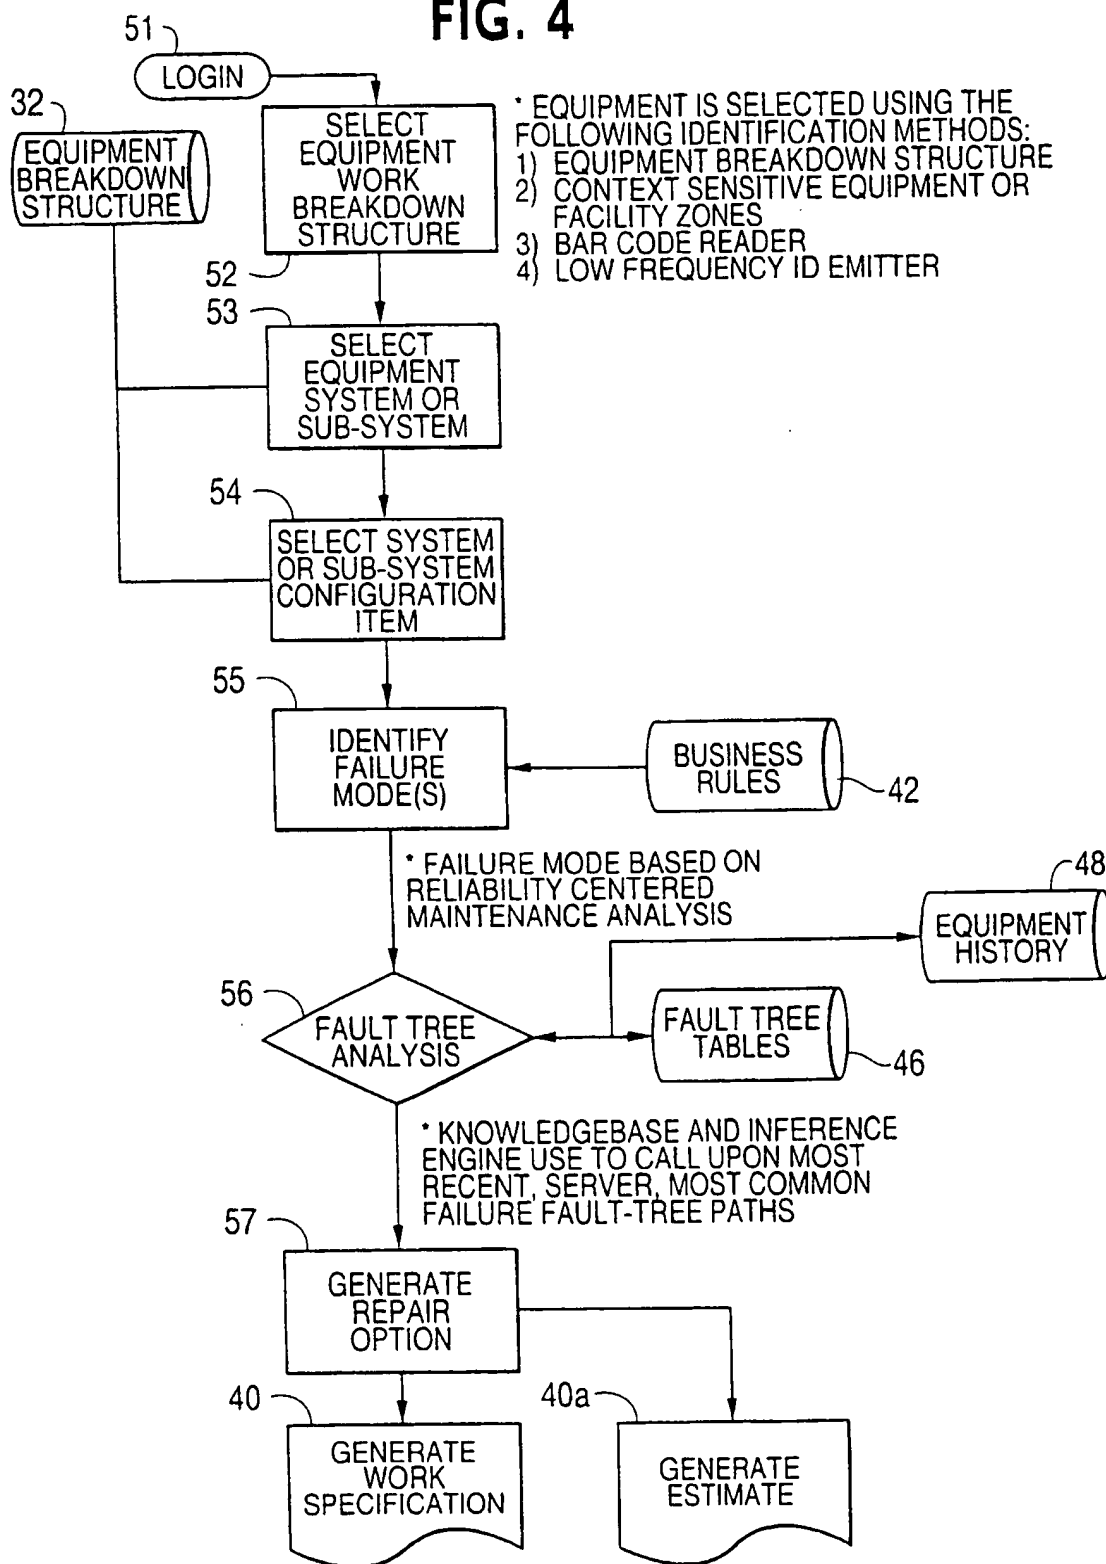 FIG. 4
51
LOGIN
32
EQUIPMENT
BREAKDOWN
STRUCTURE
SELECT
EQUIPMENT
WORK
BREAKDOWN
STRUCTURE
52
* EQUIPMENT IS SELECTED USING THE
FOLLOWING IDENTIFICATION METHODS:
1) EQUIPMENT BREAKDOWN STRUCTURE
2) CONTEXT SENSITIVE EQUIPMENT OR
FACILITY ZONES
3) BAR CODE READER
4) LOW FREQUENCY ID EMITTER
53
SELECT
EQUIPMENT
SYSTEM OR
SUB-SYSTEM
54
SELECT SYSTEM
OR SUB-SYSTEM
CONFIGURATION
ITEM
55
IDENTIFY
FAILURE
MODE(S)
BUSINESS
RULES
42
* FAILURE MODE BASED ON
RELIABILITY CENTERED
MAINTENANCE ANALYSIS
48
EQUIPMENT
HISTORY
56
FAULT TREE
ANALYSIS
FAULT TREE
TABLES
46
* KNOWLEDGEBASE AND INFERENCE
ENGINE USE TO CALL UPON MOST
RECENT, SERVER, MOST COMMON
FAILURE FAULT-TREE PATHS
57
GENERATE
REPAIR
OPTION
40
GENERATE
WORK
SPECIFICATION
40a
GENERATE
ESTIMATE